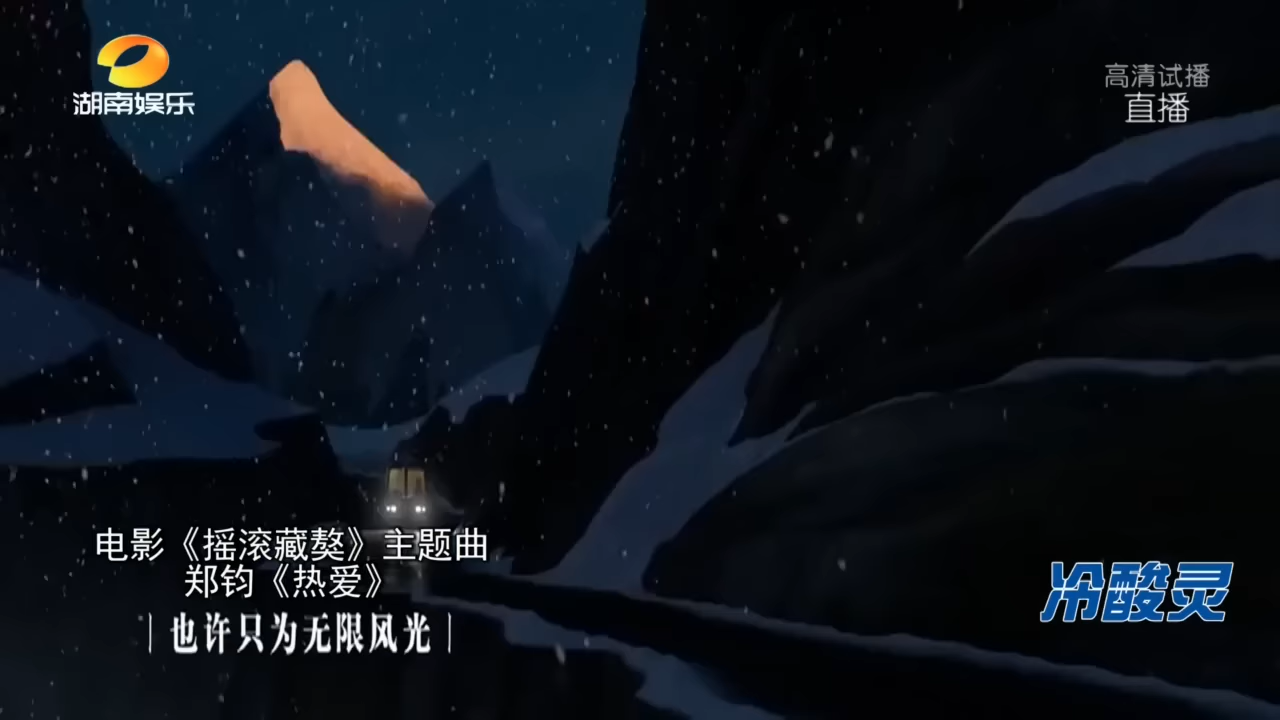 湖南娱乐
高清试播
直播
电影《摇滚藏獒》主题曲
郑钧《热爱》
也许只为无限风光
冷酸灵